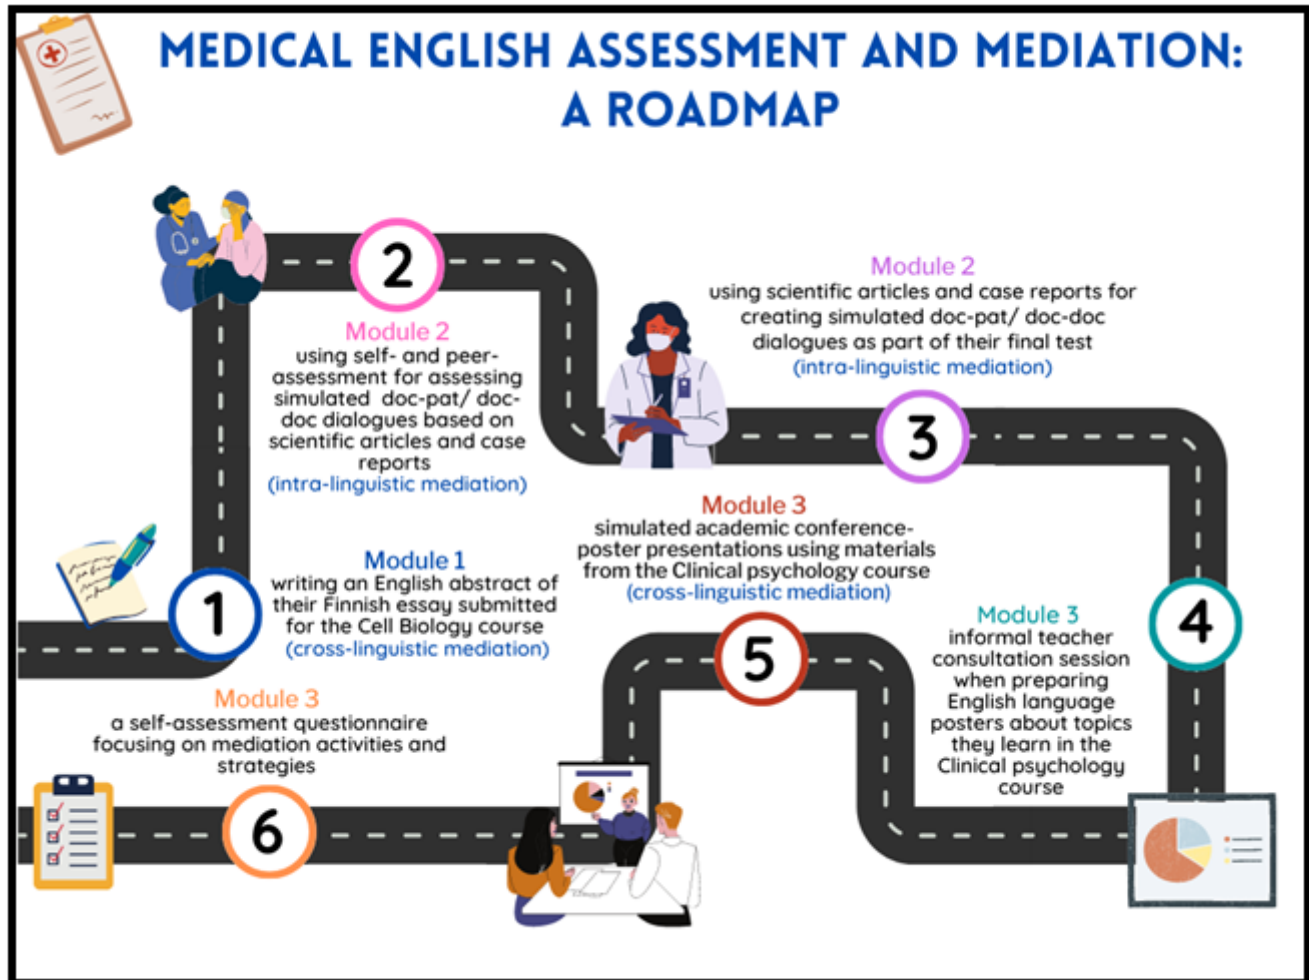 MEDICAL ENGLISH ASSESSMENT AND MEDIATION:
A ROADMAP
1
Module 1
writing an English abstract of
their Finnish essay submitted
for the Cell Biology course
(cross-linguistic mediation)
2
Module 2
using self- and peer-
assessment for assessing
simulated doc-pat/ doc-
doc dialogues based on
scientific articles and case
reports
(intra-linguistic mediation)
3
Module 2
using scientific articles and case reports for
creating simulated doc-pat/ doc-doc
dialogues as part of their final test
(intra-linguistic mediation)
4
Module 3
informal teacher
consultation session
when preparing
English language
posters about topics
they learn in the
Clinical psychology
course
5
Module 3
simulated academic conference-
poster presentations using materials
from the Clinical psychology course
(cross-linguistic mediation)
6
Module 3
a self-assessment questionnaire
focusing on mediation activities and
strategies